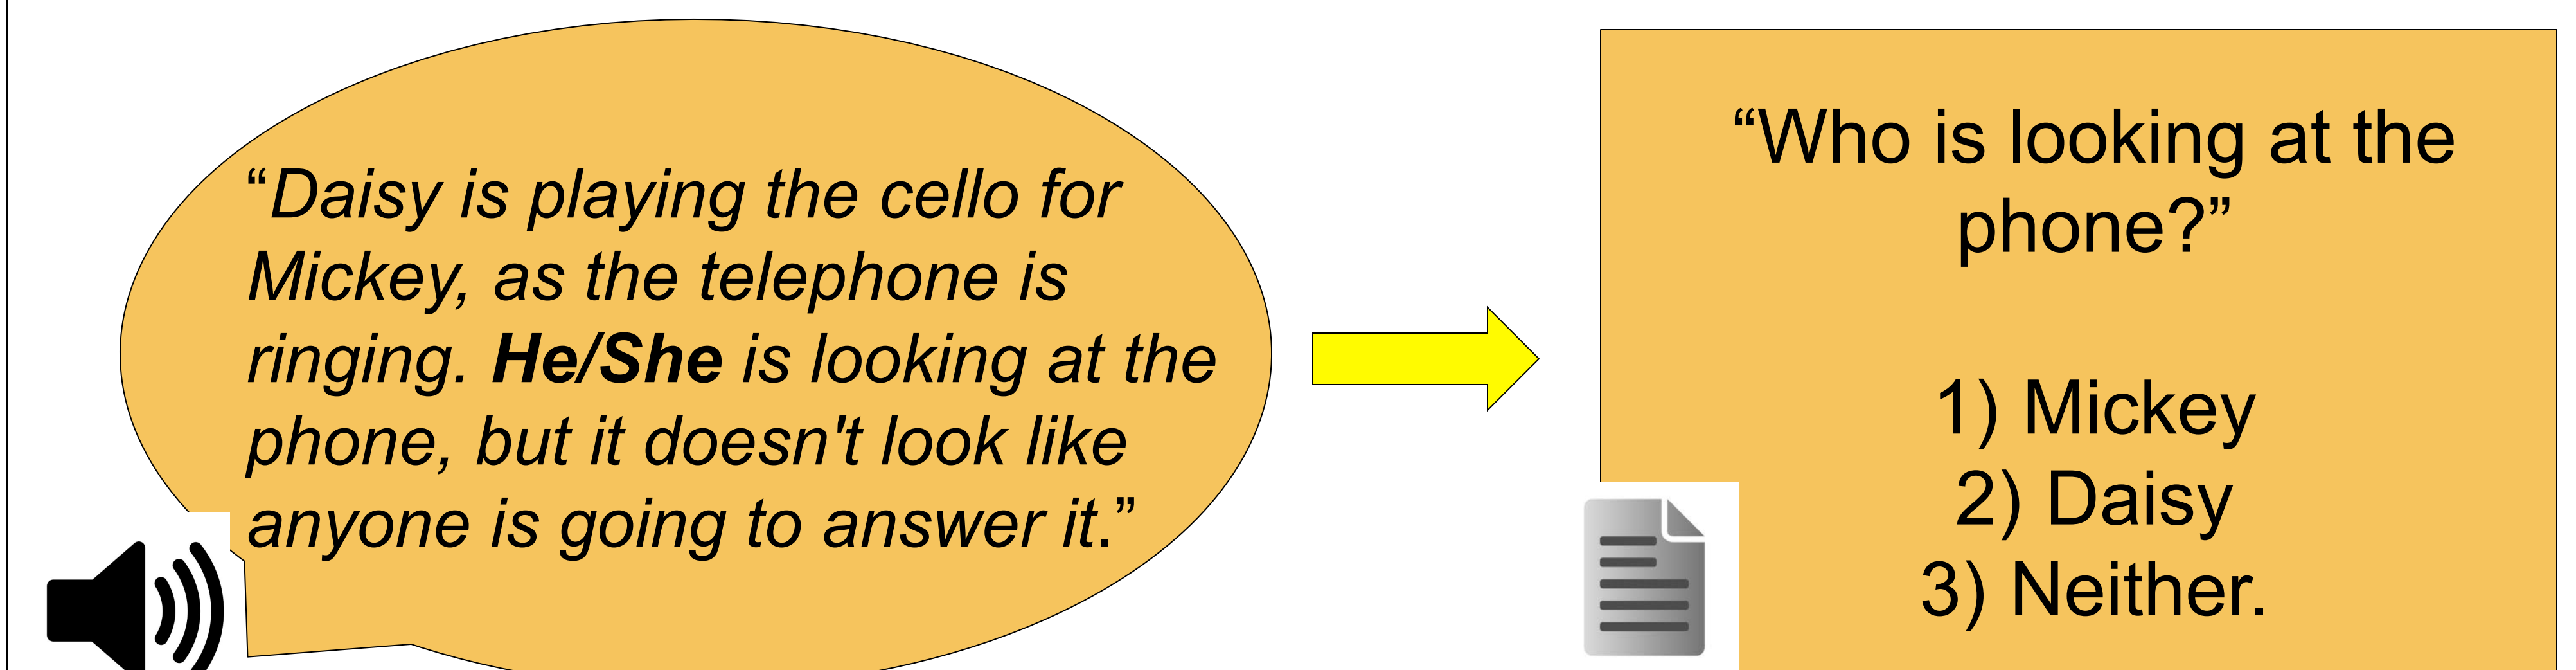 “Daisy is playing the cello for
Mickey, as the telephone is
ringing. He/She is looking at the
phone, but it doesn't look like
anyone is going to answer it.”
“Who is looking at the
phone?”
1) Mickey
2) Daisy
3) Neither.